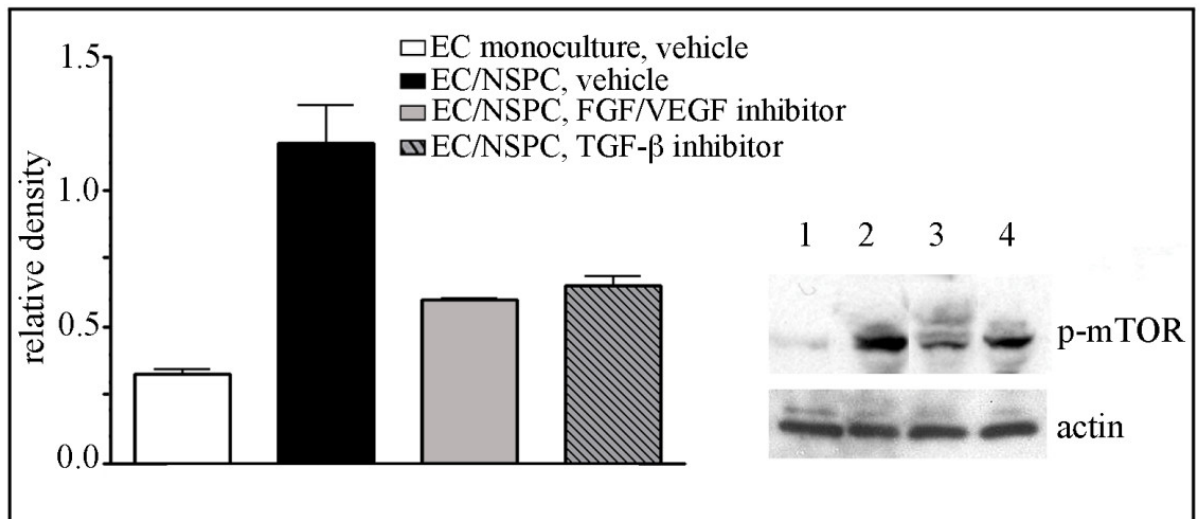 1.5
1.0
0.5
0.0
relative density
EC monoculture, vehicle
EC/NSPC, vehicle
EC/NSPC, FGF/VEGF inhibitor
EC/NSPC, TGF-β inhibitor
1 2 3 4
p-mTOR
actin